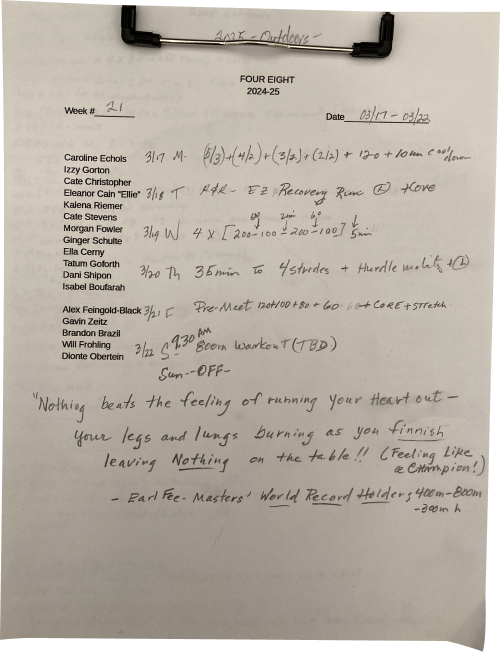 2025 - Outdoors -
FOUR EIGHT
2024-25
Week # 21
Date 03/17 - 03/22
Caroline Echols 3/17 M- (5/3)+(4/2)+(3/2)+(2/2) + 120 + 10min cool down
Izzy Gorton
Cate Christopher
Eleanor Cain "Ellie" 3/18 T R&R- EZ Recovery Run + Core
Kalena Riemer
Cate Stevens
Morgan Fowler 3/19 W 4 x [200-100-200-100] 5min
Ginger Schulte
Ella Cerny
Tatum Goforth 3/20 Th 35min to 4 strides + Hurdle mobility
Dani Shipon
Isabel Boufarah
Alex Feingold-Black 3/21 F Pre-Meet 120+100+80+60 + CORE + Stretch
Gavin Zeitz
Brandon Brazil
Will Frohling 3/22 S- 9:30 AM 800m Workout (TBD)
Dionte Obertein
Sun - OFF -
"Nothing beats the feeling of running your Heart out -
your legs and lungs burning as you finnish
leaving Nothing on the table!! (Feeling Like
a Champion!)
- Earl Fee - Masters' World Record Holder; 400m-800m
-300m h